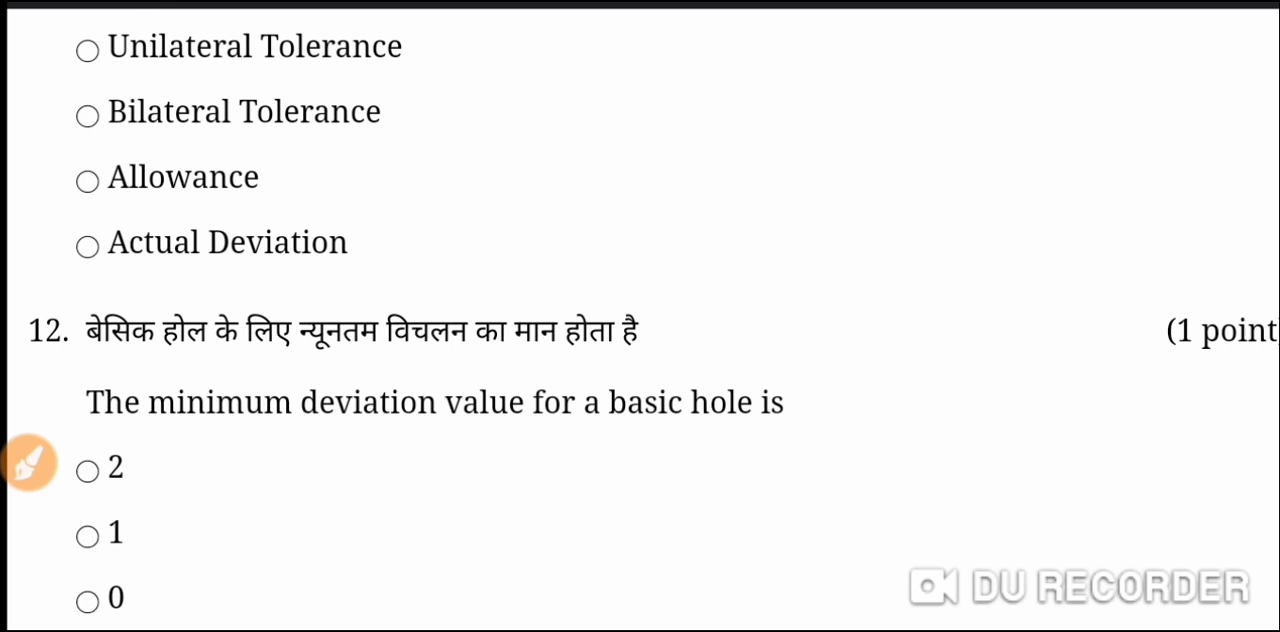 Unilateral Tolerance
Bilateral Tolerance
Allowance
Actual Deviation
12. बेसिक होल के लिए न्यूनतम विचलन का मान होता है (1 point
The minimum deviation value for a basic hole is
2
1
0
DU RECORDER